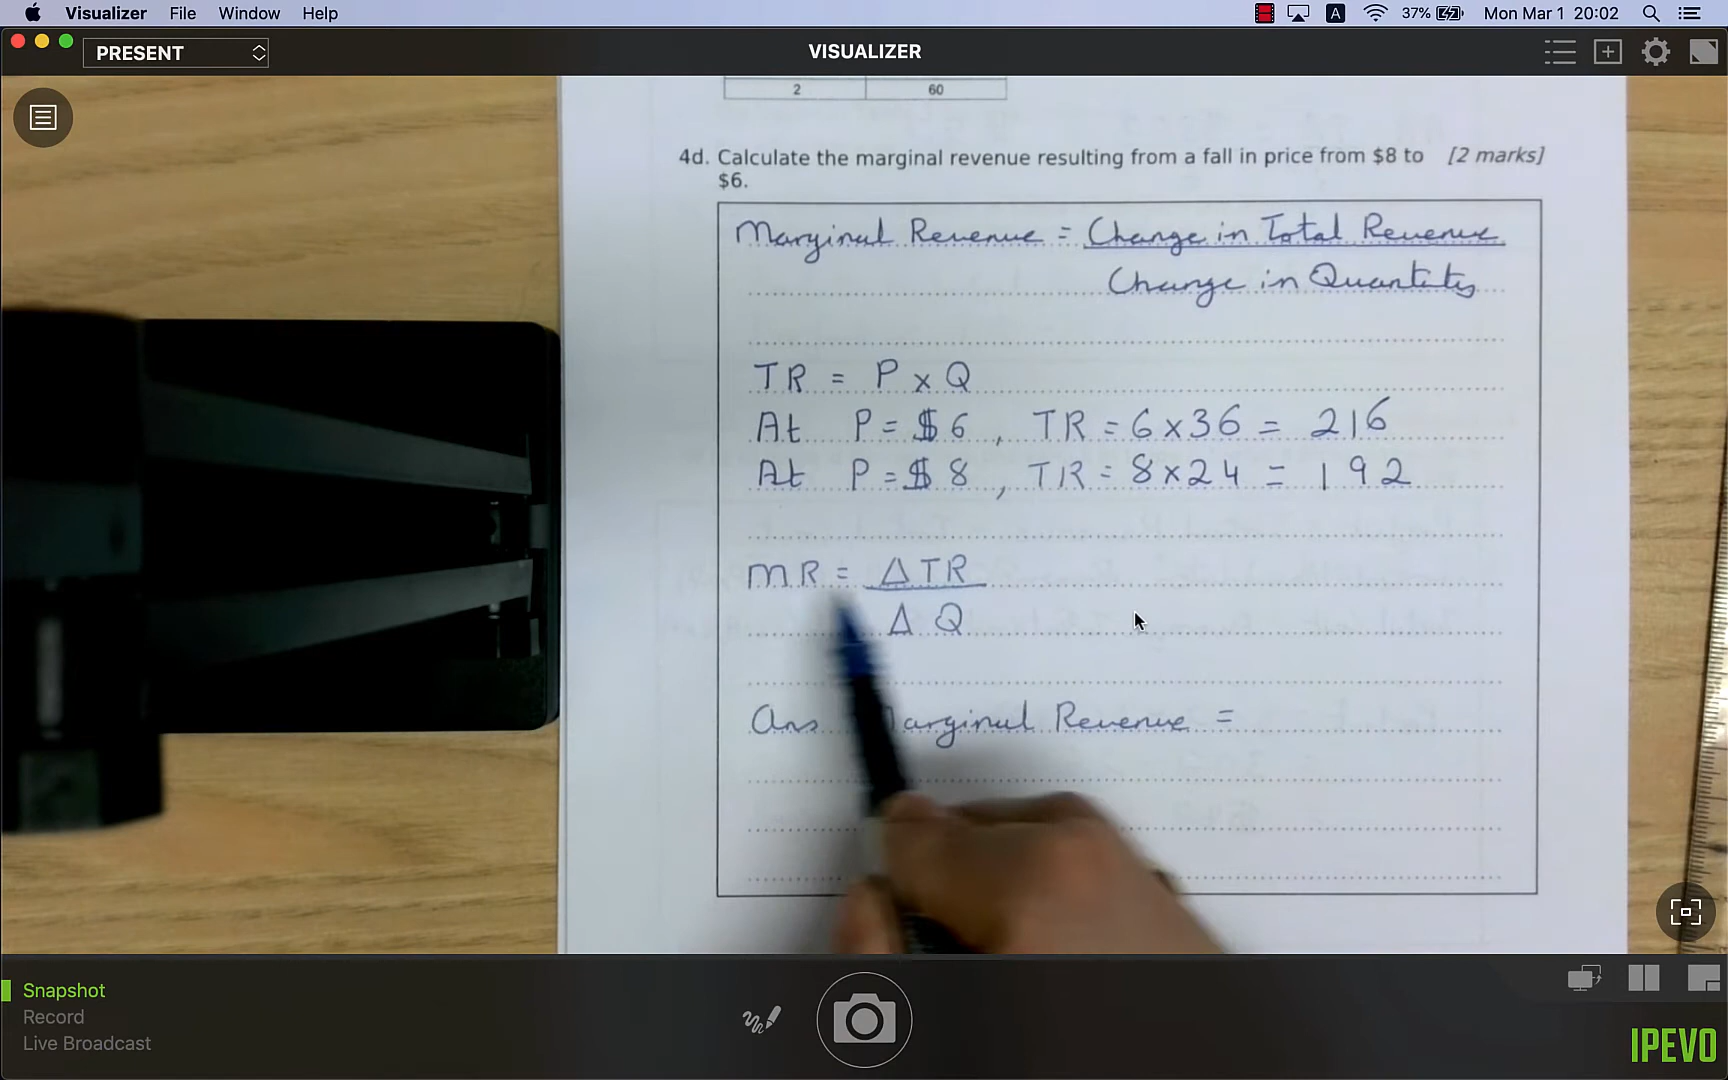 Visualizer File Window Help A 37% Mon Mar 1 20:02
PRESENT VISUALIZER
2 60
4d. Calculate the marginal revenue resulting from a fall in price from $8 to [2 marks]
$6.
Marginal Revenue = Change in Total Revenue
Change in Quantity
TR = P x Q
At P = $6 , TR = 6 x 36 = 216
At P = $8 , TR = 8 x 24 = 192
MR = Δ TR
Δ Q
Ans Marginal Revenue =
Snapshot
Record
Live Broadcast
IPEVO